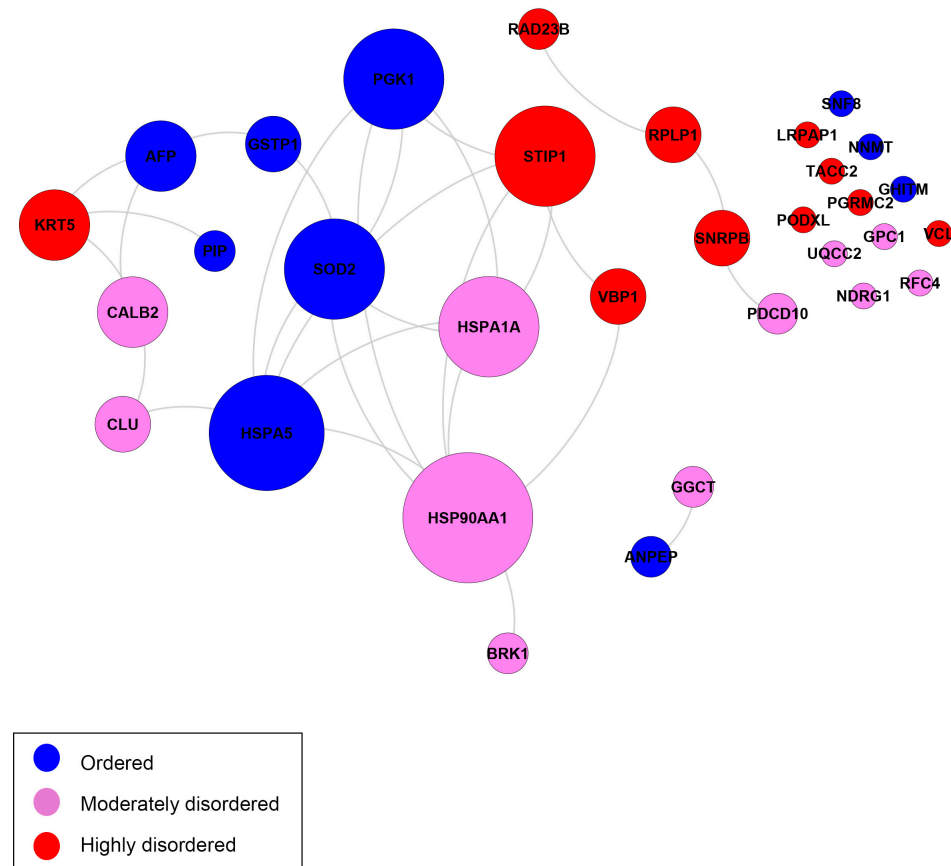 RAD23B
PGK1
SNF8
LRPAP1
RPLP1
GSTP1
NNMT
AFP
STIP1
TACC2
GHITM
PGRMC2
PODXL
KRT5
VCL
GPC1
SNRPB
PIP
UQCC2
SOD2
RFC4
VBP1
NDRG1
CALB2
PDCD10
HSPA1A
CLU
HSPA5
GGCT
HSP90AA1
ANPEP
BRK1
Ordered
Moderately disordered
Highly disordered